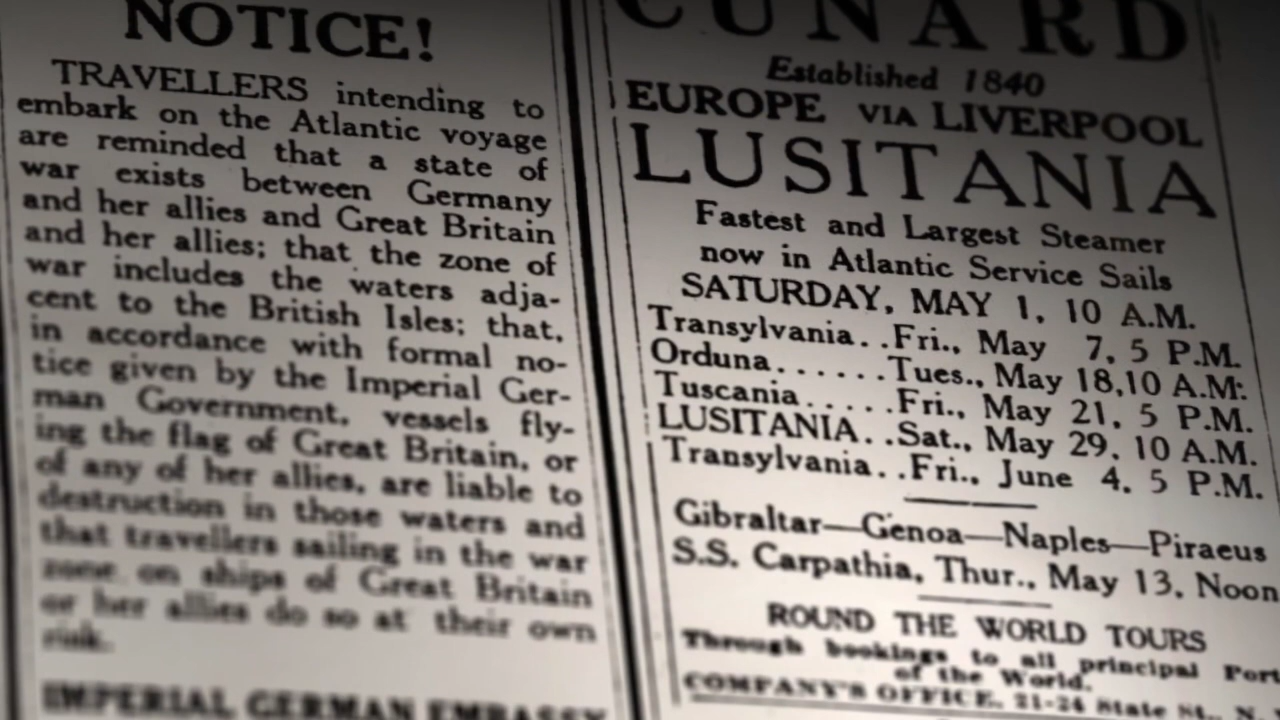 NOTICE!
TRAVELLERS intending to
embark on the Atlantic voyage
are reminded that a state of
war exists between Germany
and her allies and Great Britain
and her allies; that the zone of
war includes the waters adja-
cent to the British Isles; that,
in accordance with formal no-
tice given by the Imperial Ger-
man Government, vessels fly-
ing the flag of Great Britain, or
of any of her allies, are liable to
destruction in those waters and
that travellers sailing in the war
zone on ships of Great Britain
or her allies do so at their own
risk.
IMPERIAL GERMAN EMBASSY
CUNARD
Established 1840
EUROPE VIA LIVERPOOL
LUSITANIA
Fastest and Largest Steamer
now in Atlantic Service Sails
SATURDAY, MAY 1, 10 A.M.
Transylvania..Fri., May 7, 5 P.M.
Orduna......Tues., May 18,10 A.M:
Tuscania.....Fri., May 21, 5 P.M.
LUSITANIA..Sat., May 29, 10 A.M.
Transylvania..Fri., June 4, 5 P.M.
Gibraltar—Genoa—Naples—Piraeus
S.S. Carpathia, Thur., May 13, Noon
ROUND THE WORLD TOURS
Through bookings to all principal Port
of the World.
COMPANY'S OFFICE, 21-24 State St., N.